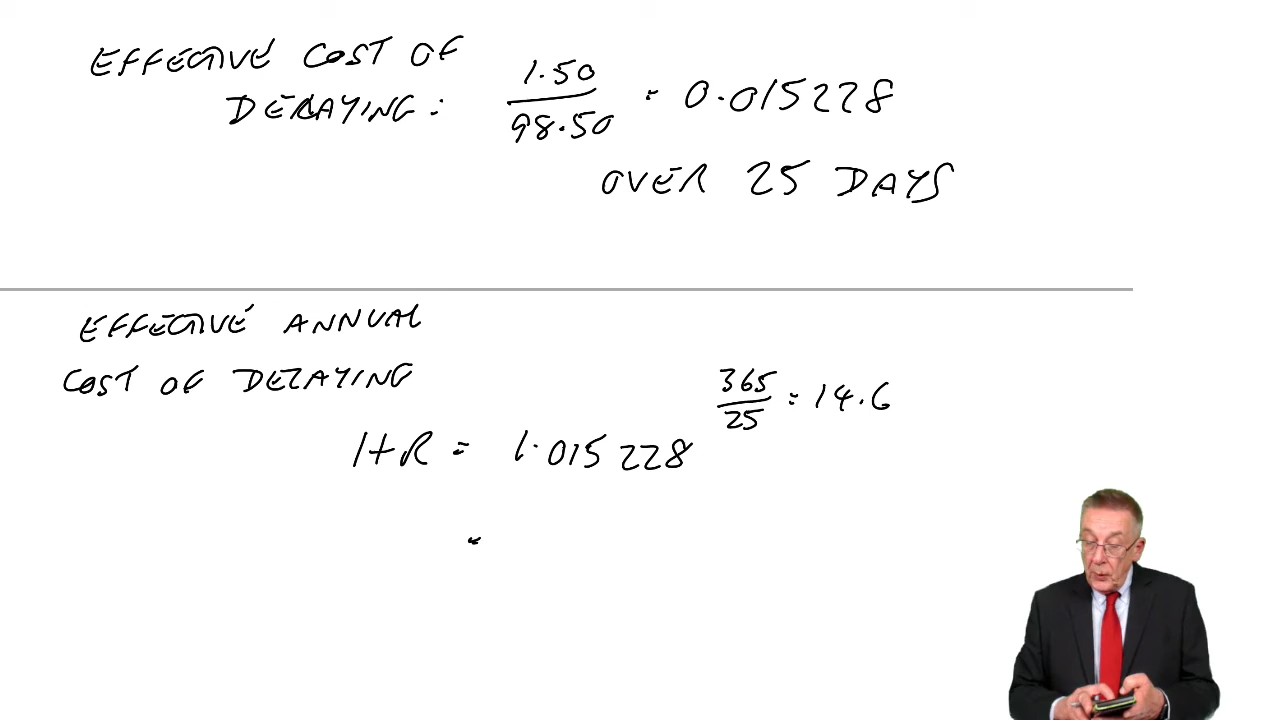 EFFECTIVE COST OF
DELAYING: 1.50 / 98.50 = 0.015228
OVER 25 DAYS
EFFECTIVE ANNUAL
COST OF DELAYING
365 / 25 = 14.6
1+R = 1.015228
=